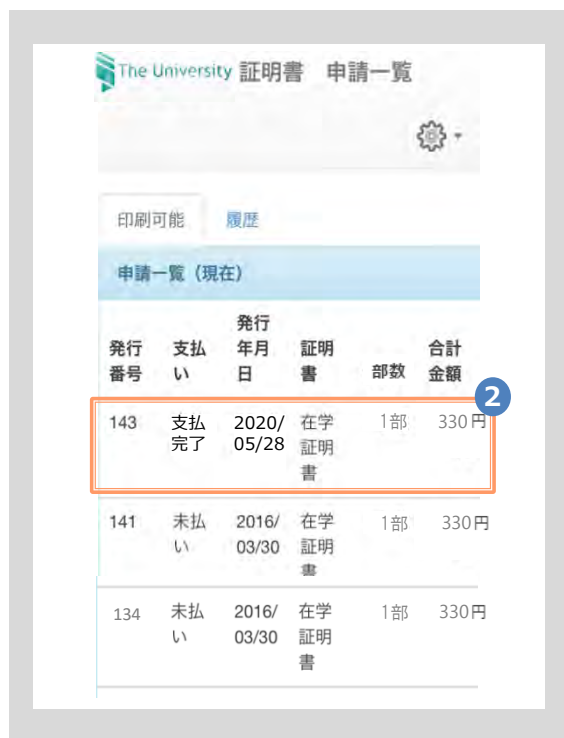 The University 証明書 申請一覧
印刷可能 履歴
申請一覧（現在）
発行
発行 支払 年月 証明 合計
番号 い 日 書 部数 金額
2
143 支払 2020/ 在学 1部 330円
完了 05/28 証明
書
141 未払 2016/ 在学 1部 330円
い 03/30 証明
書
134 未払 2016/ 在学 1部 330円
い 03/30 証明
書